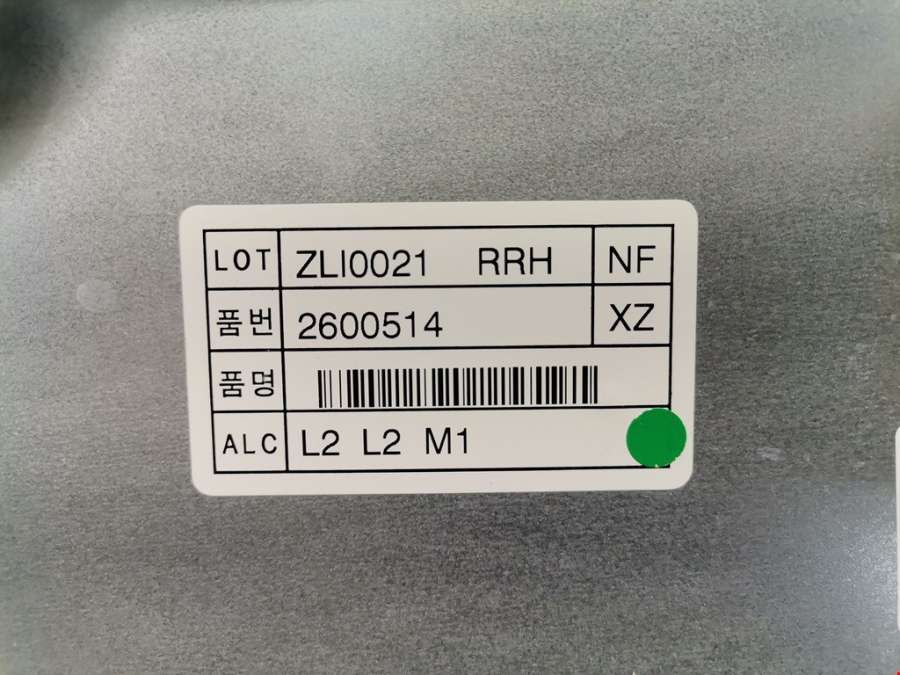 LOT ZLI0021 RRH NF
품번 2600514 XZ
품명
ALC L2 L2 M1